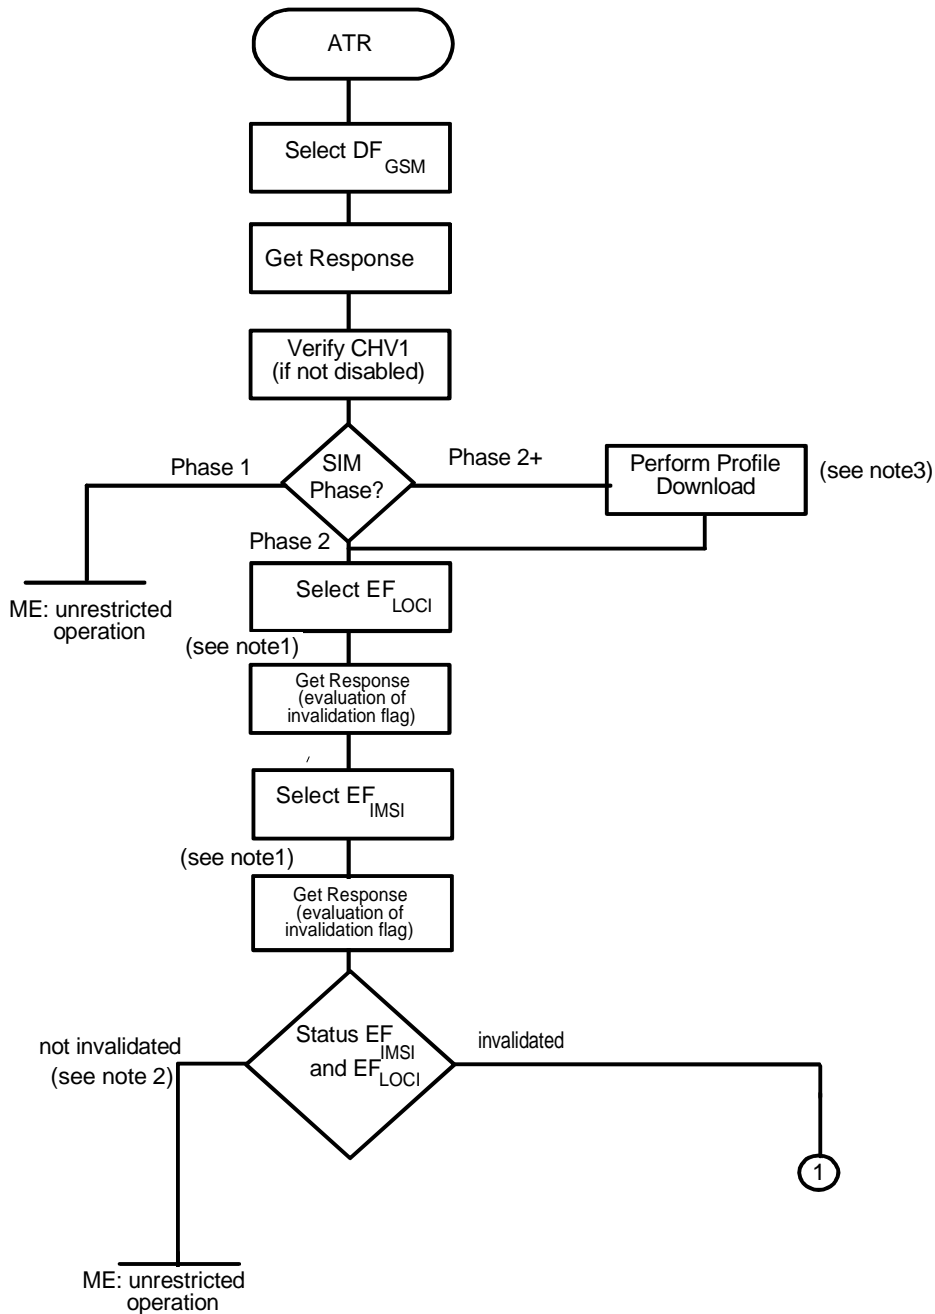 ATR
Select DF GSM
Get Response
Verify CHV1
(if not disabled)
Phase 1
SIM
Phase?
Phase 2+
Perform Profile
Download
(see note3)
Phase 2
ME: unrestricted
operation
Select EF LOCI
(see note1)
Get Response
(evaluation of
invalidation flag)
Select EF IMSI
(see note1)
Get Response
(evaluation of
invalidation flag)
not invalidated
(see note 2)
Status EF IMSI
and EF LOCI
invalidated
1
ME: unrestricted
operation